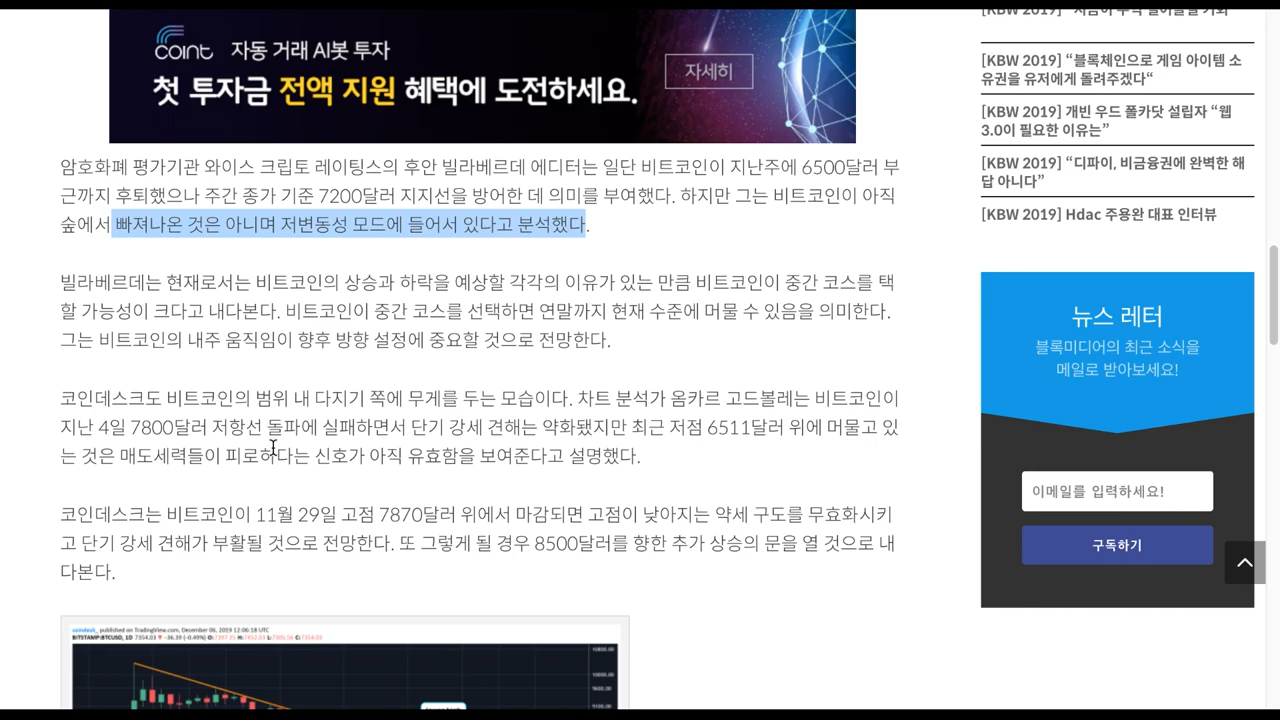 coint 자동 거래 AI봇 투자
첫 투자금 전액 지원 혜택에 도전하세요.
자세히
암호화폐 평가기관 와이스 크립토 레이팅스의 후안 빌라베르데 에디터는 일단 비트코인이 지난주에 6500달러 부
근까지 후퇴했으나 주간 종가 기준 7200달러 지지선을 방어한 데 의미를 부여했다. 하지만 그는 비트코인이 아직
숲에서 빠져나온 것은 아니며 저변동성 모드에 들어서 있다고 분석했다.
빌라베르데는 현재로서는 비트코인의 상승과 하락을 예상할 각각의 이유가 있는 만큼 비트코인이 중간 코스를 택
할 가능성이 크다고 내다본다. 비트코인이 중간 코스를 선택하면 연말까지 현재 수준에 머물 수 있음을 의미한다.
그는 비트코인의 내주 움직임이 향후 방향 설정에 중요할 것으로 전망한다.
코인데스크도 비트코인의 범위 내 다지기 쪽에 무게를 두는 모습이다. 차트 분석가 옴카르 고드볼레는 비트코인이
지난 4일 7800달러 저항선 돌파에 실패하면서 단기 강세 견해는 약화됐지만 최근 저점 6511달러 위에 머물고 있
는 것은 매도세력들이 피로하다는 신호가 아직 유효함을 보여준다고 설명했다.
코인데스크는 비트코인이 11월 29일 고점 7870달러 위에서 마감되면 고점이 낮아지는 약세 구도를 무효화시키
고 단기 강세 견해가 부활될 것으로 전망한다. 또 그렇게 될 경우 8500달러를 향한 추가 상승의 문을 열 것으로 내
다본다.
coindesk_ published on TradingView.com, December 06, 2019 12:06:18 UTC
BITSTAMP:BTCUSD, 1D 7354.03 ▼ -36.39 (-0.49%)
[KBW 2019]
[KBW 2019] “블록체인으로 게임 아이템 소
유권을 유저에게 돌려주겠다“
[KBW 2019] 개빈 우드 폴카닷 설립자 “웹
3.0이 필요한 이유는”
[KBW 2019] “디파이, 비금융권에 완벽한 해
답 아니다”
[KBW 2019] Hdac 주용완 대표 인터뷰
뉴스 레터
블록미디어의 최근 소식을
메일로 받아보세요!
이메일를 입력하세요!
구독하기